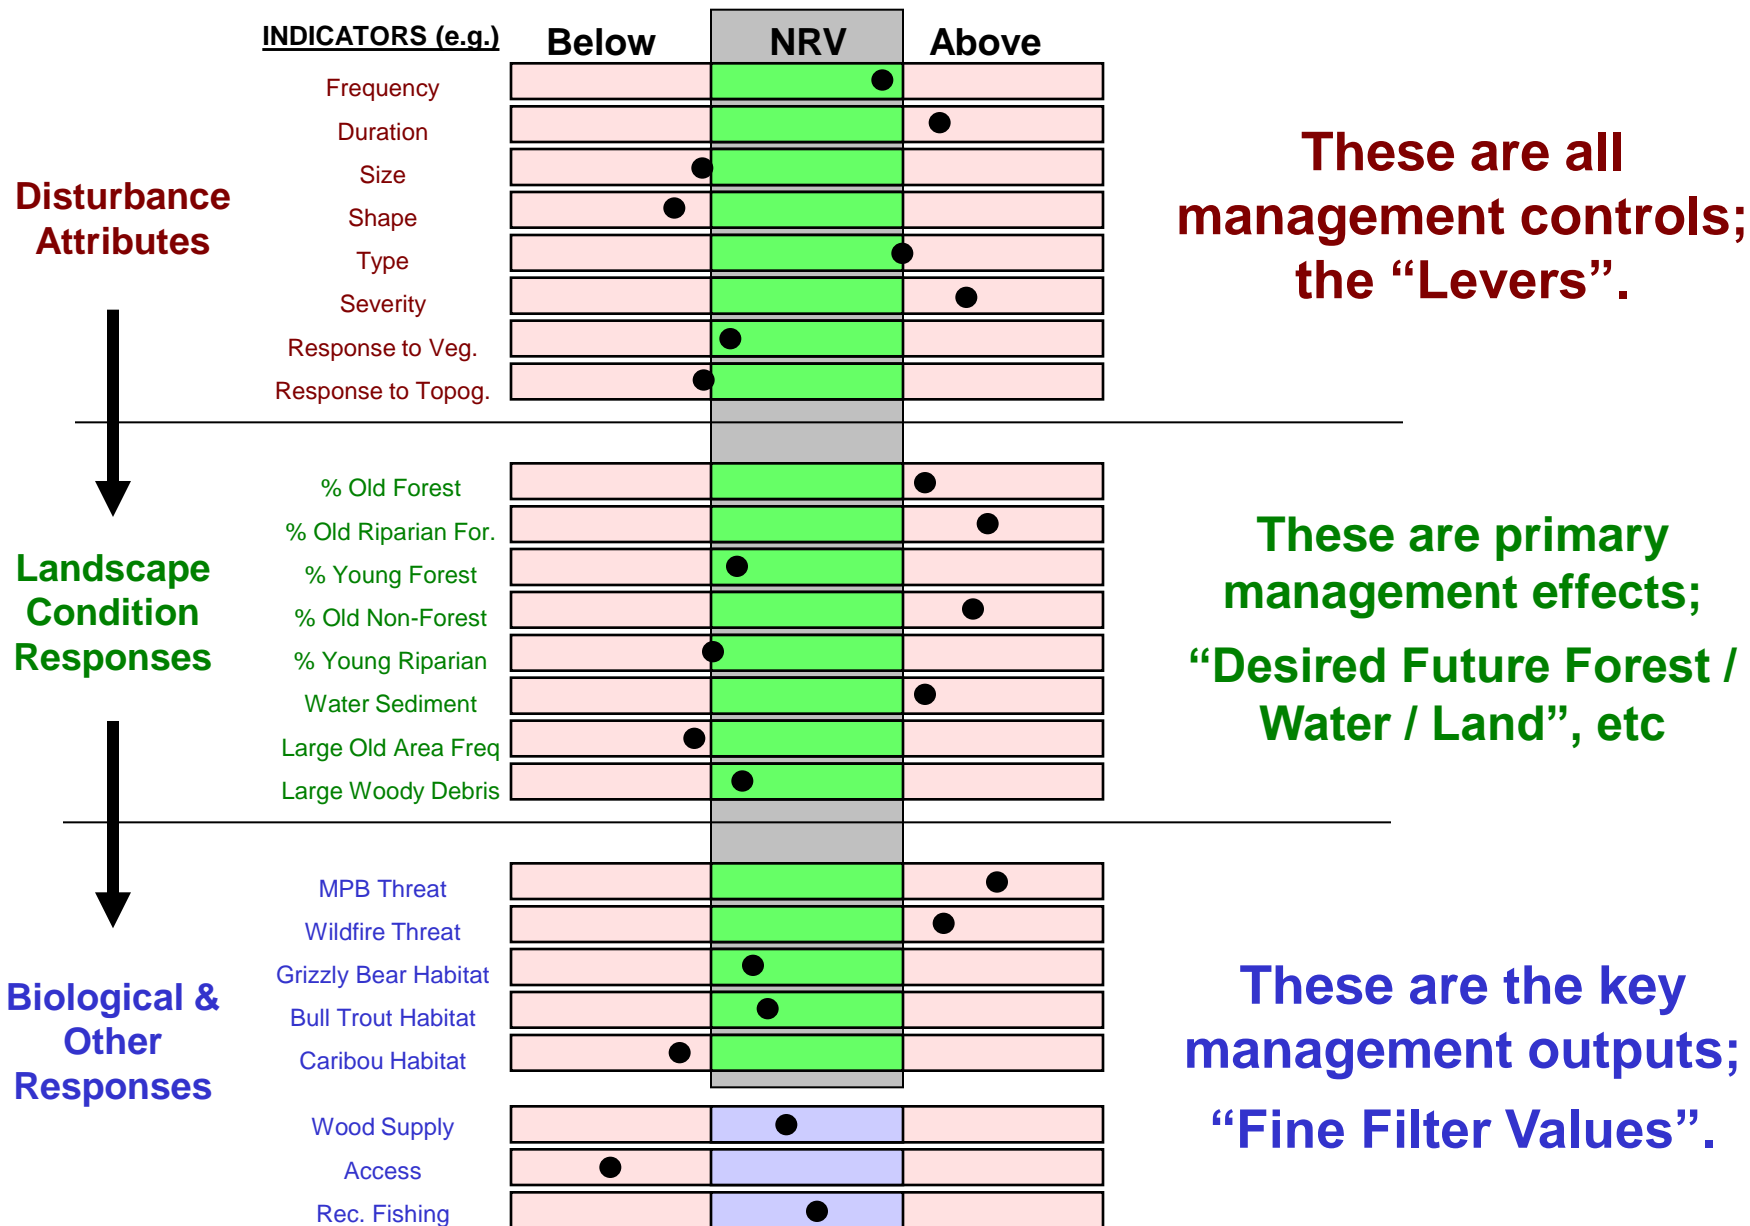 INDICATORS (e.g.)
Below
NRV
Above
Frequency
Duration
Size
Shape
Type
Severity
Response to Veg.
Response to Topog.
Disturbance
Attributes
These are all
management controls;
the “Levers”.
% Old Forest
% Old Riparian For.
% Young Forest
% Old Non-Forest
% Young Riparian
Water Sediment
Large Old Area Freq
Large Woody Debris
Landscape
Condition
Responses
These are primary
management effects;
“Desired Future Forest /
Water / Land”, etc
MPB Threat
Wildfire Threat
Grizzly Bear Habitat
Bull Trout Habitat
Caribou Habitat
Wood Supply
Access
Rec. Fishing
Biological &
Other
Responses
These are the key
management outputs;
“Fine Filter Values”.